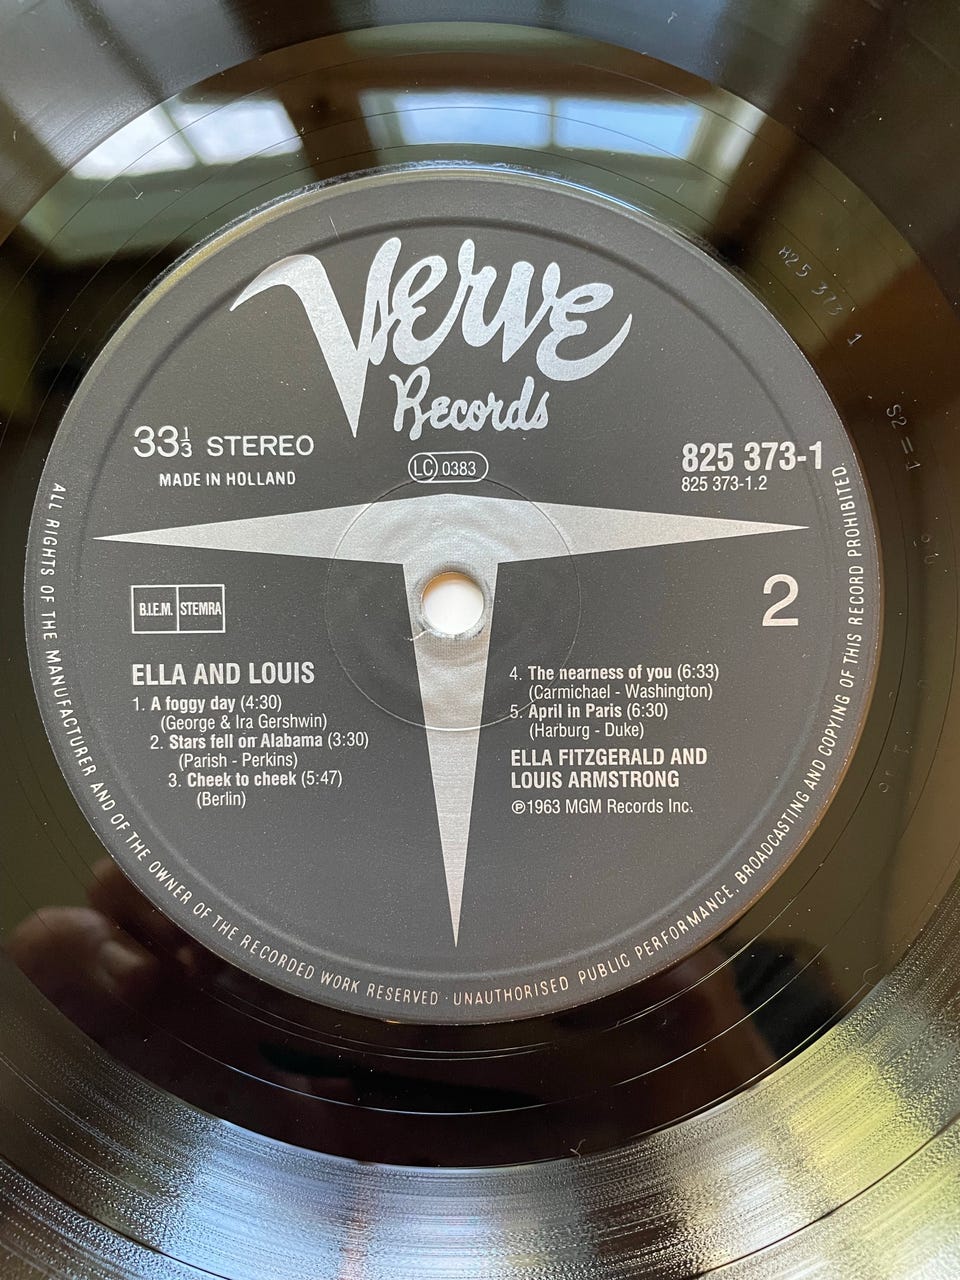 Verve
Records
33⅓ STEREO
MADE IN HOLLAND
LC 0383
825 373-1
825 373-1.2
B.I.E.M. STEMRA
2
ELLA AND LOUIS
1. A foggy day (4:30)
(George & Ira Gershwin)
2. Stars fell on Alabama (3:30)
(Parish - Perkins)
3. Cheek to cheek (5:47)
(Berlin)
4. The nearness of you (6:33)
(Carmichael - Washington)
5. April in Paris (6:30)
(Harburg - Duke)
ELLA FITZGERALD AND
LOUIS ARMSTRONG
℗1963 MGM Records Inc.
ALL RIGHTS OF THE MANUFACTURER AND OF THE OWNER OF THE RECORDED WORK RESERVED · UNAUTHORISED PUBLIC PERFORMANCE, BROADCASTING AND COPYING OF THIS RECORD PROHIBITED.
825 373 1
S2 = 1